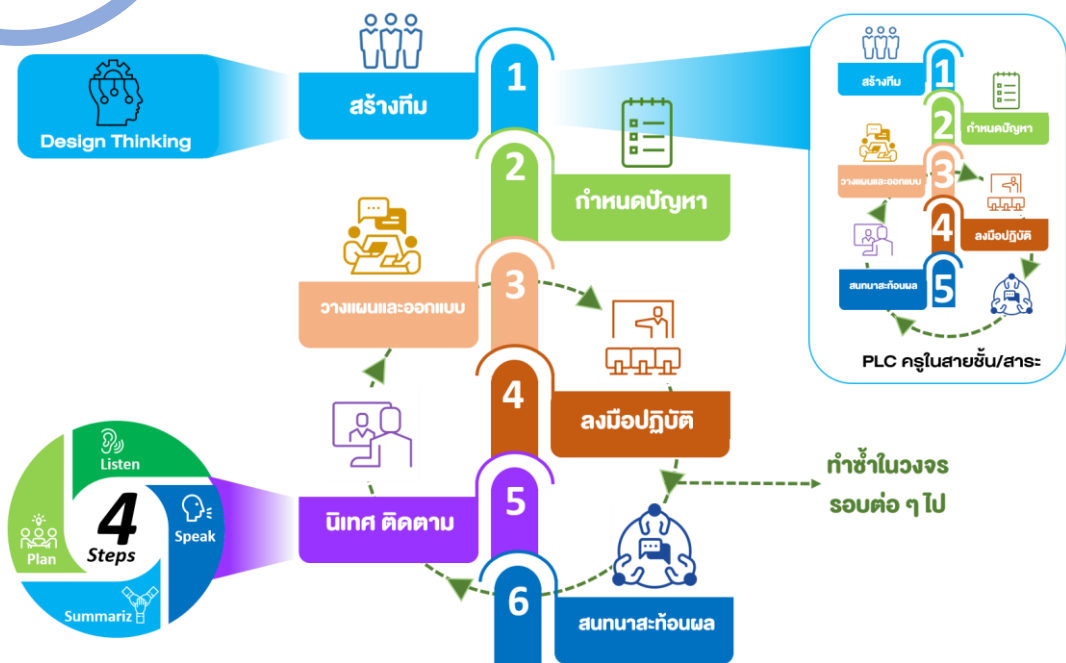 Design Thinking
1
สร้างทีม
2
กำหนดปัญหา
3
วางแผนและออกแบบ
4
ลงมือปฏิบัติ
5
นิเทศ ติดตาม
6
สนทนาสะท้อนผล
ทำซ้ำในวงจร
รอบต่อ ๆ ไป
4
Steps
Listen
Speak
Summariz
Plan
1
สร้างทีม
2
กำหนดปัญหา
3
วางแผนและออกแบบ
4
ลงมือปฏิบัติ
5
สนทนาสะท้อนผล
PLC ครูในสายชั้น/สาระ